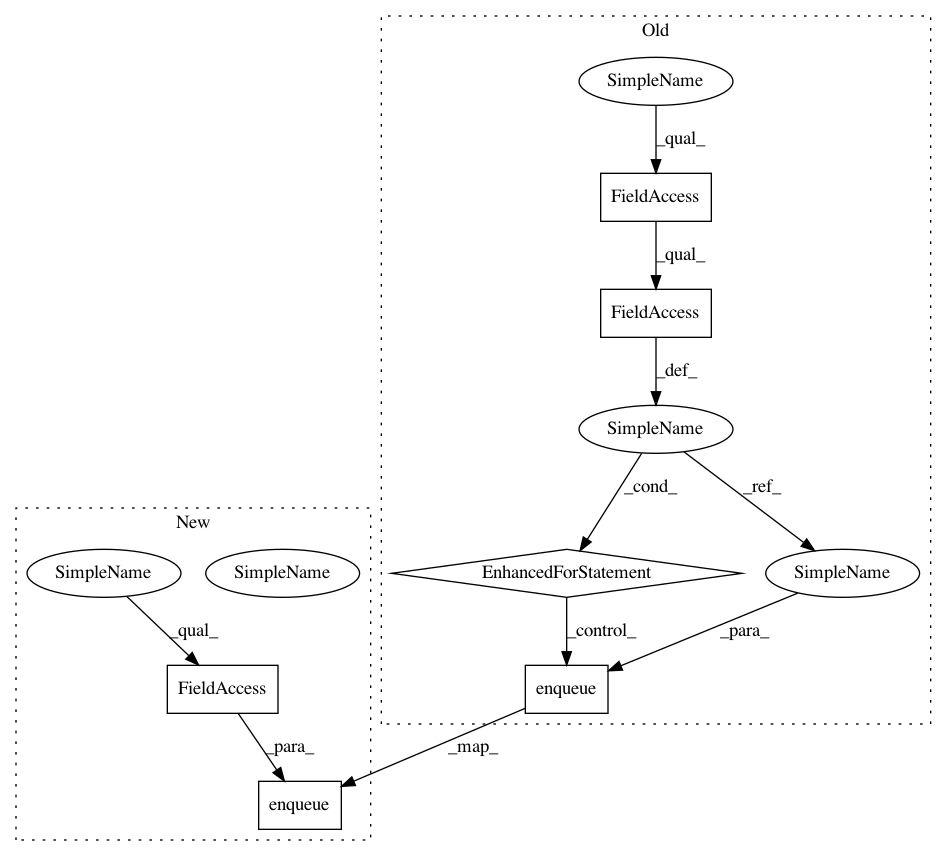 Old
SimpleName
_qual_
FieldAccess
_qual_
FieldAccess
_def_
SimpleName
_cond_
_ref_
New
SimpleName
SimpleName
EnhancedForStatement
SimpleName
_qual_
_control_
_para_
FieldAccess
enqueue
_para_
_map_
enqueue